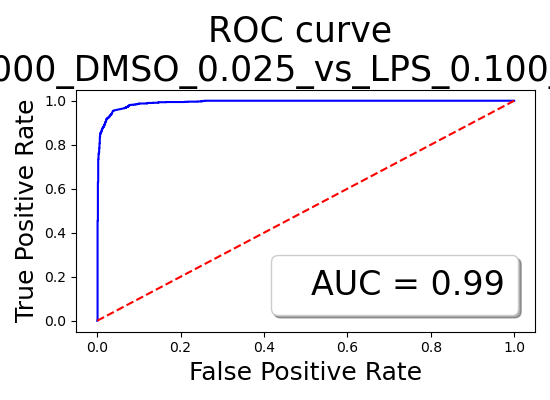 ROC curve
000_DMSO_0.025_vs_LPS_0.100_
True Positive Rate
1.0
0.8
0.6
0.4
0.2
0.0
AUC = 0.99
0.0 0.2 0.4 0.6 0.8 1.0
False Positive Rate